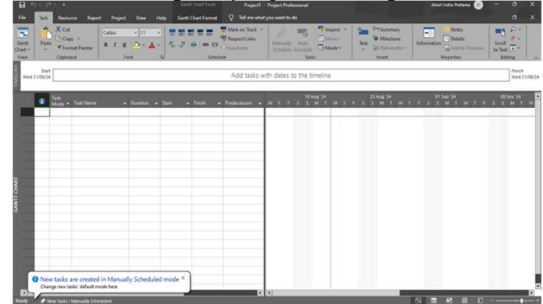 Gantt Chart Tools
Project1 - Project Professional
File Task Resource Report Project View Help Gantt Chart Format Tell me what you want to do
Gantt Chart
Paste
Cut
Copy
Format Painter
Calibri 11
B I U
Mark on Track
Respect Links
Inactivate
Manually Schedule
Auto Schedule
Inspect
Move
Mode
Task
Summary
Milestone
Deliverable
Information
Notes
Details
Add to Timeline
Scroll to Task
View Clipboard Font Schedule Tasks Insert Properties Editing
Start
Wed 21/08/24
Add tasks with dates to the timeline
Finish
Wed 21/08/24
TIMELINE
Task Mode Task Name Duration Start Finish Predecessors
18 Aug '24 25 Aug '24 01 Sep '24 08 Sep '24
GANTT CHART
New tasks are created in Manually Scheduled mode
Change new tasks' default mode here
Ready New Tasks : Manually Scheduled